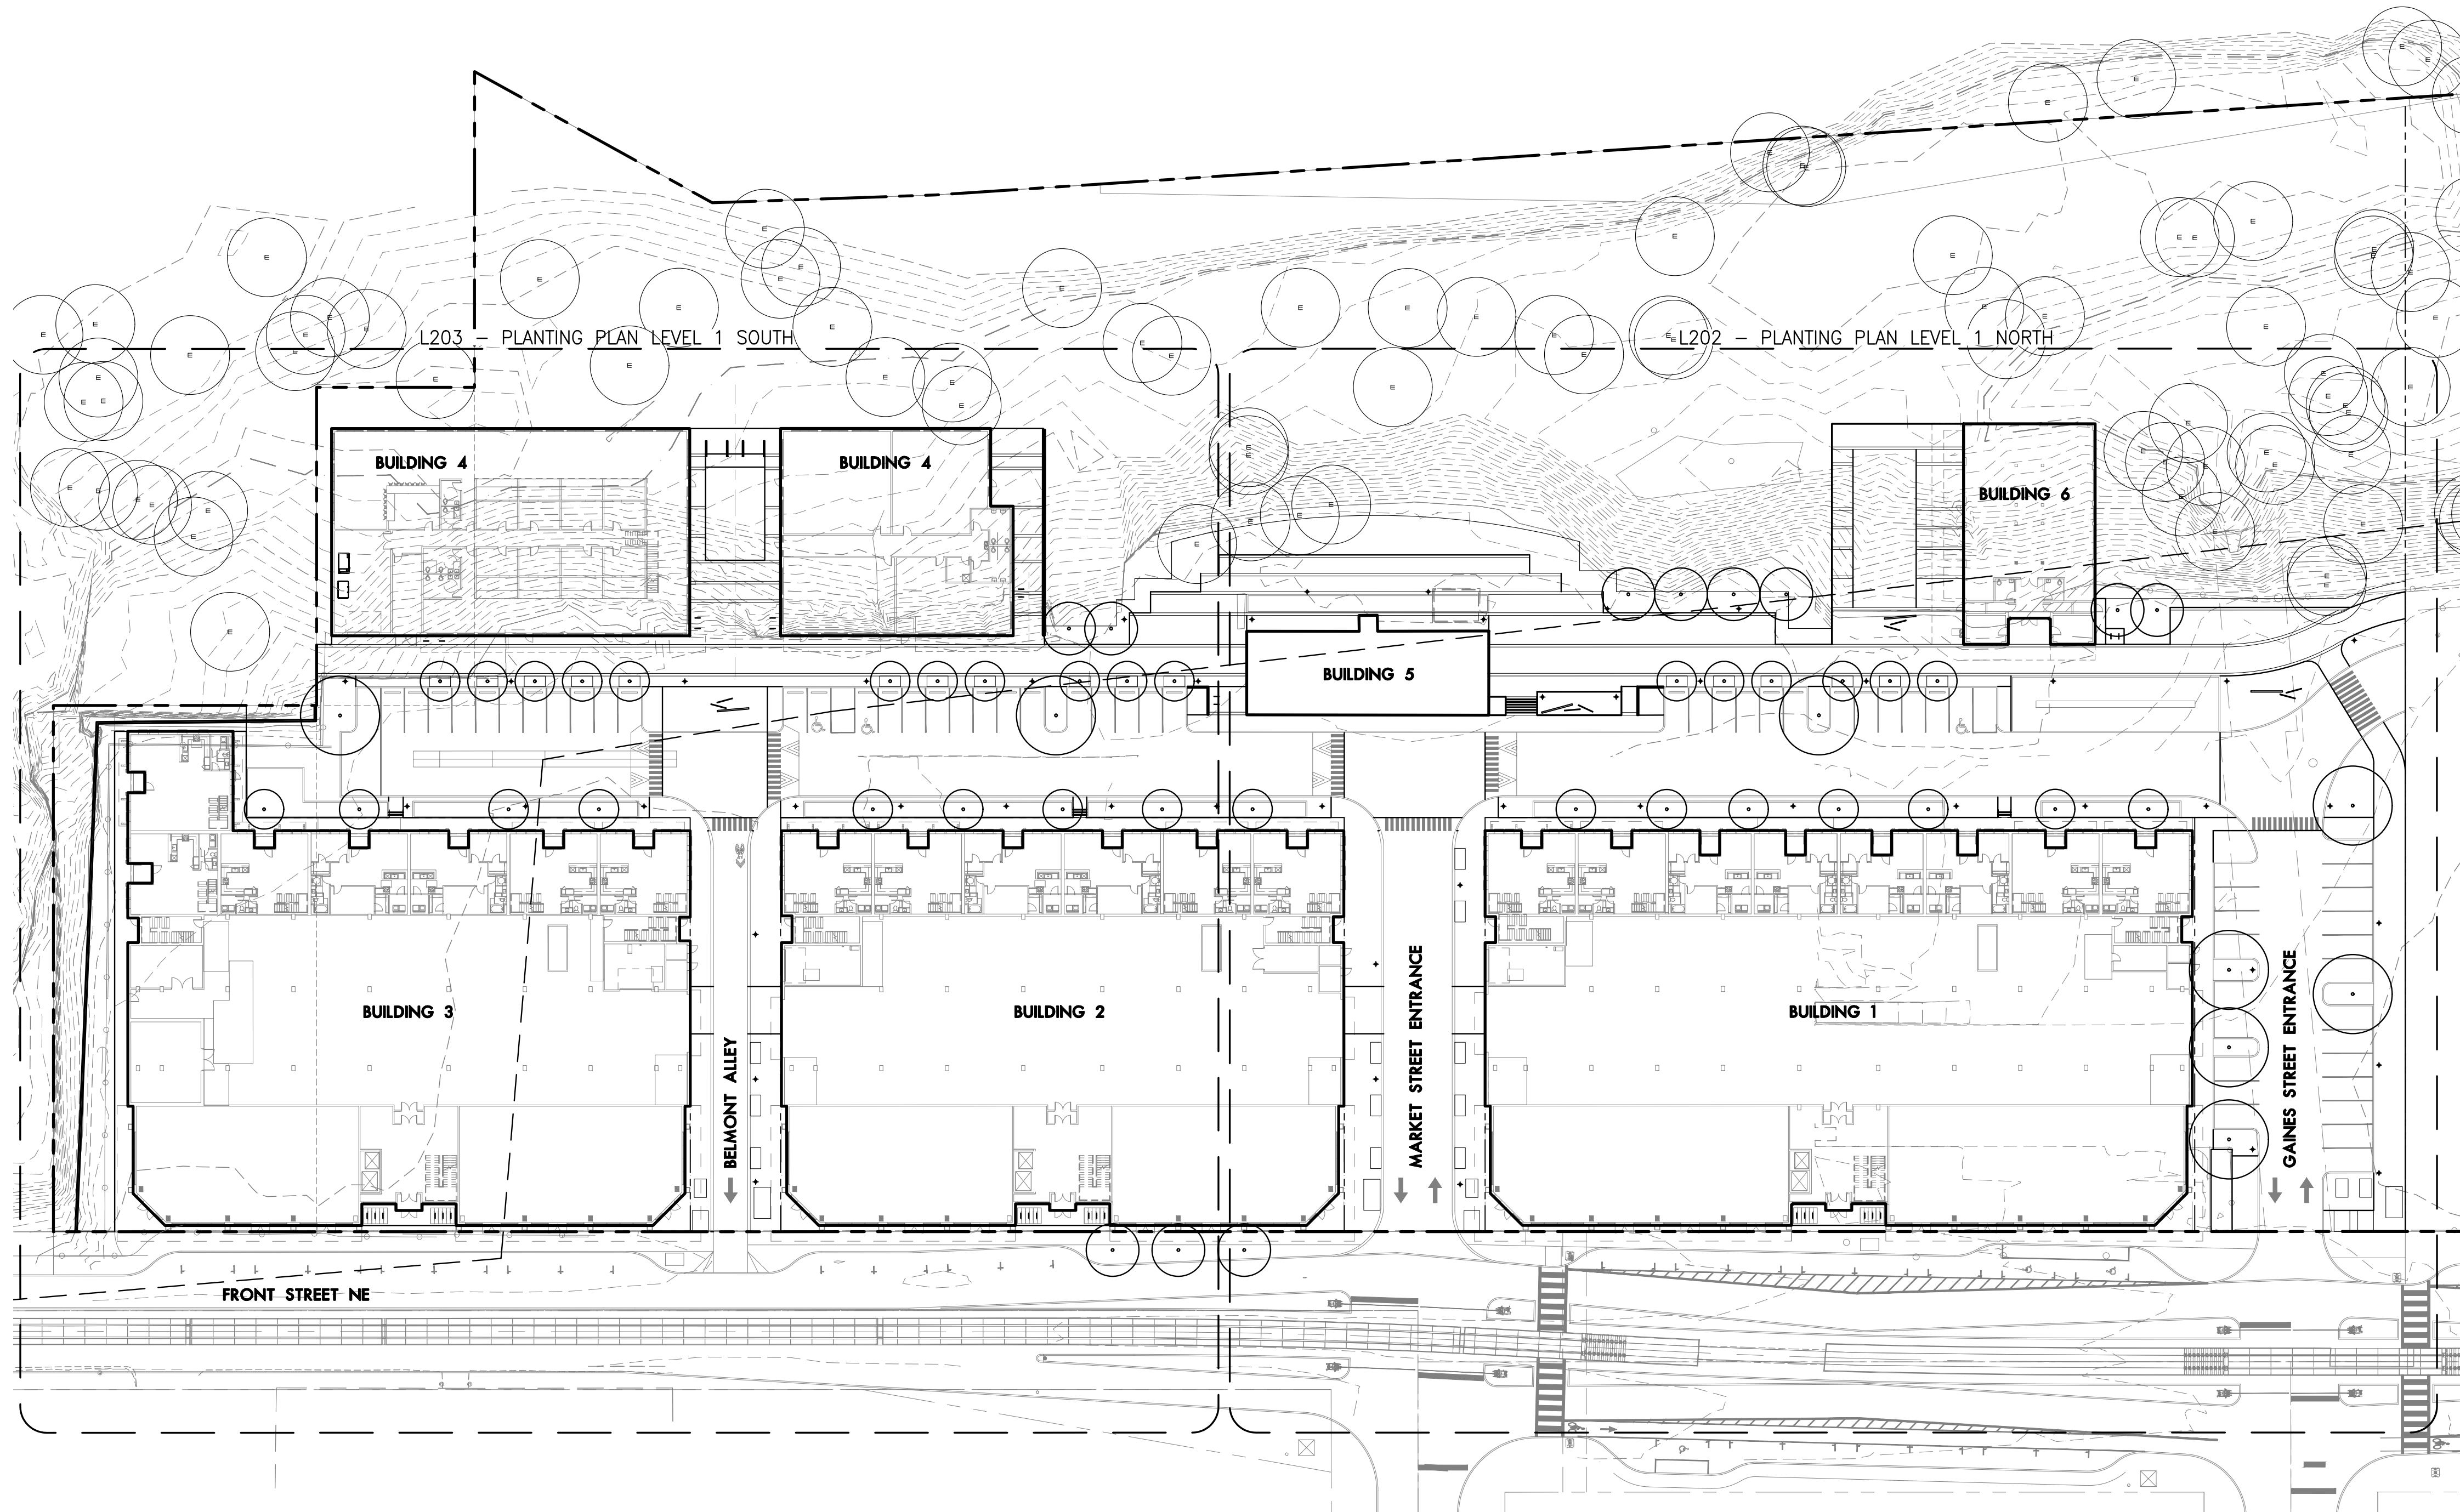 L203 – PLANTING PLAN LEVEL 1 SOUTH
L202 – PLANTING PLAN LEVEL 1 NORTH
BUILDING 4
BUILDING 4
BUILDING 6
BUILDING 5
BUILDING 3
BUILDING 2
BUILDING 1
BELMONT ALLEY
MARKET STREET ENTRANCE
GAINES STREET ENTRANCE
FRONT STREET NE